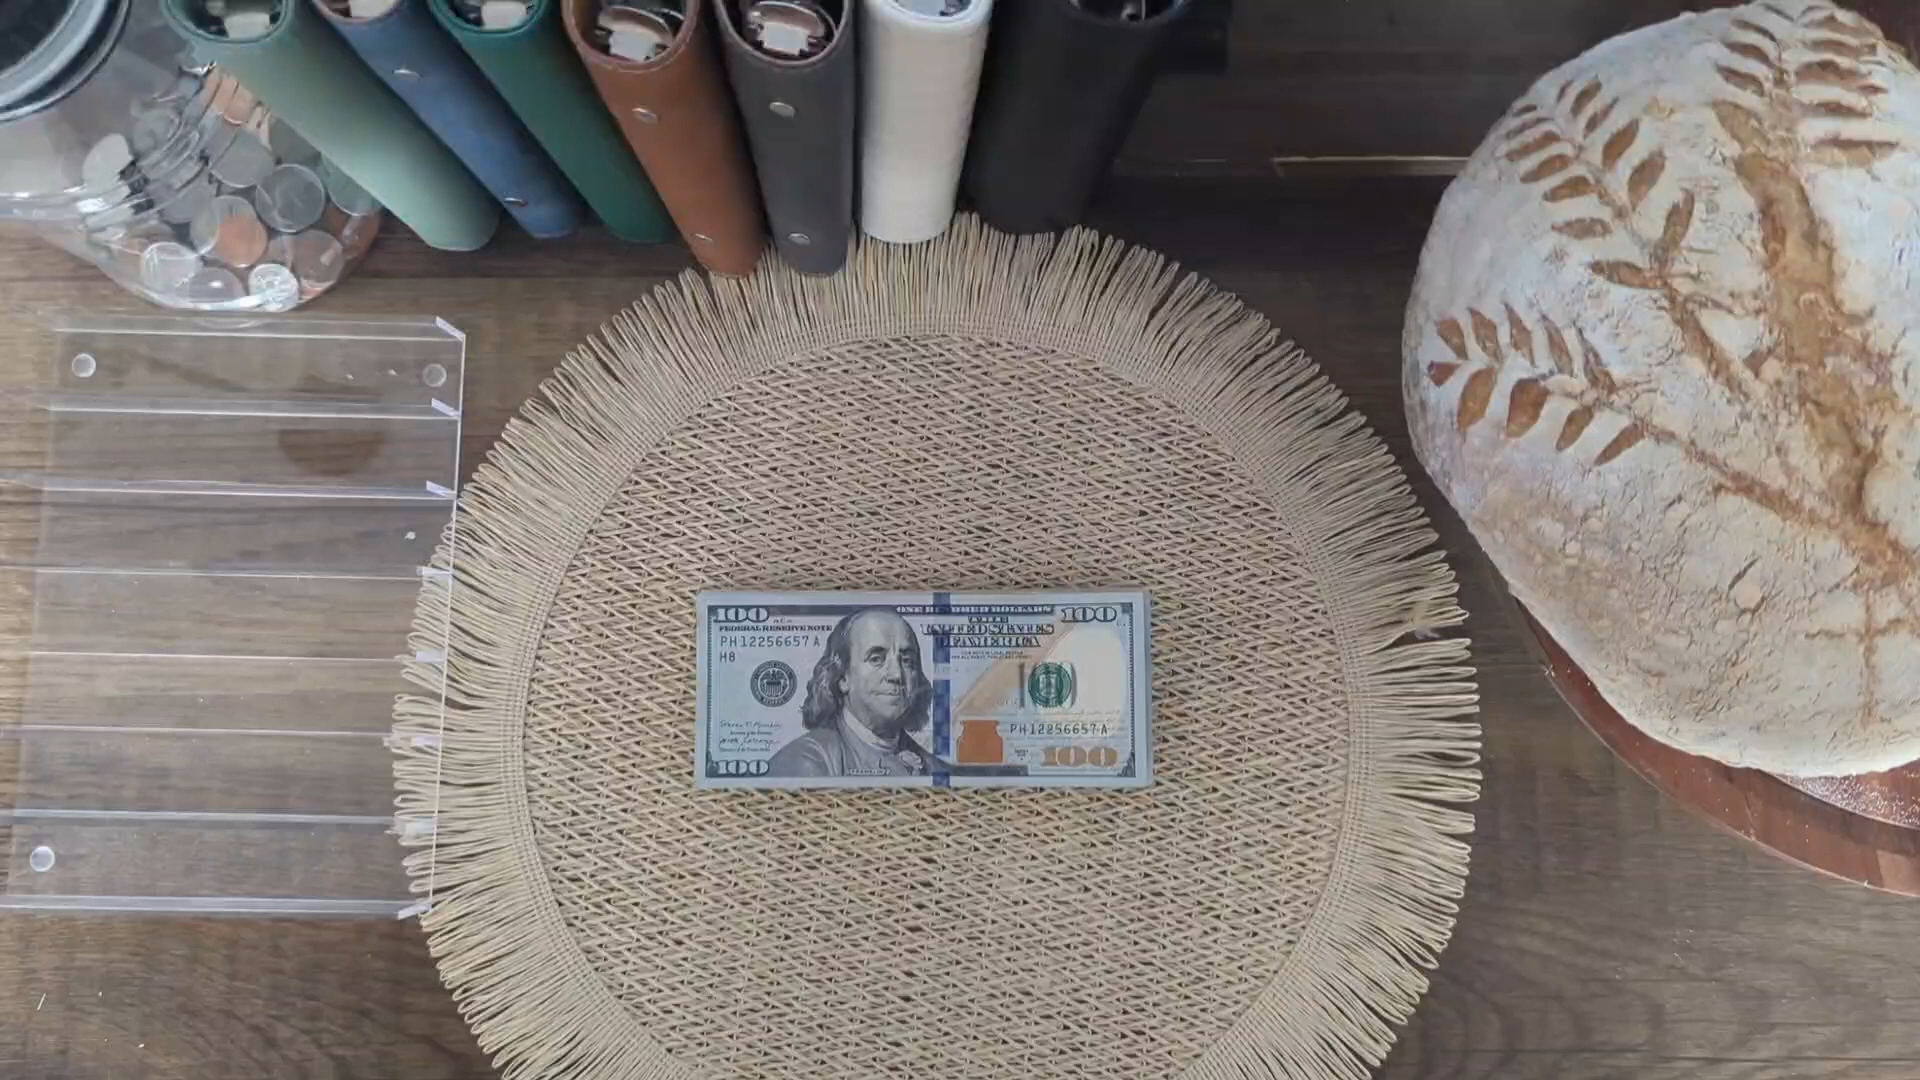 100
ONE HUNDRED DOLLARS
100
FEDERAL RESERVE NOTE
THE
UNITED STATES
OF AMERICA
PH 12256657 A
H8
PH 12256657 A
100
FRANKLIN
100